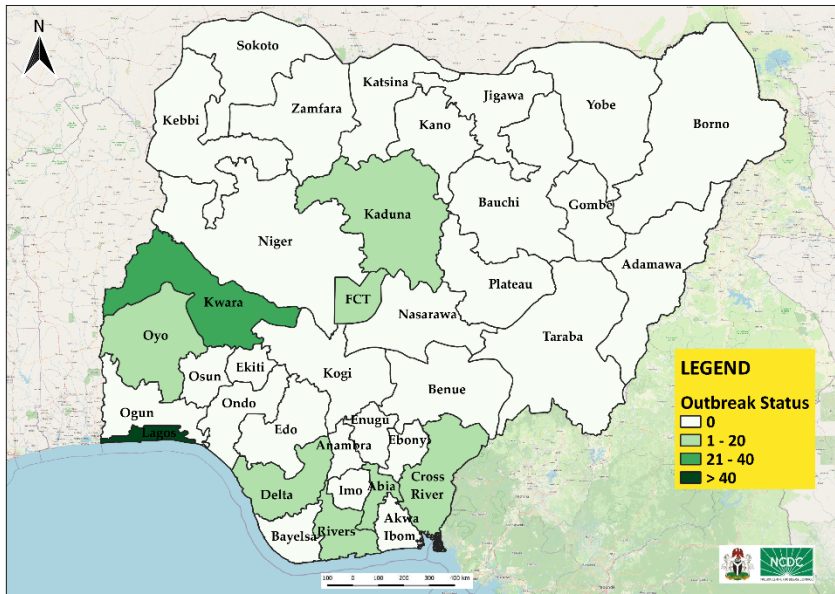 N
Sokoto
Katsina
Jigawa
Yobe
Zamfara
Kebbi
Kano
Borno
Kaduna
Bauchi
Gombe
Niger
Adamawa
Plateau
FCT
Kwara
Nasarawa
Taraba
Oyo
Osun
Ekiti
Kogi
Benue
Ogun
Ondo
Edo
Enugu
Lagos
Anambra
Ebony
Delta
Imo
Abia
Cross
River
Bayelsa
Rivers
Akwa
Ibom
LEGEND
Outbreak Status
0
1 - 20
21 - 40
> 40
100 0 100 200 300 400 km
NCDC